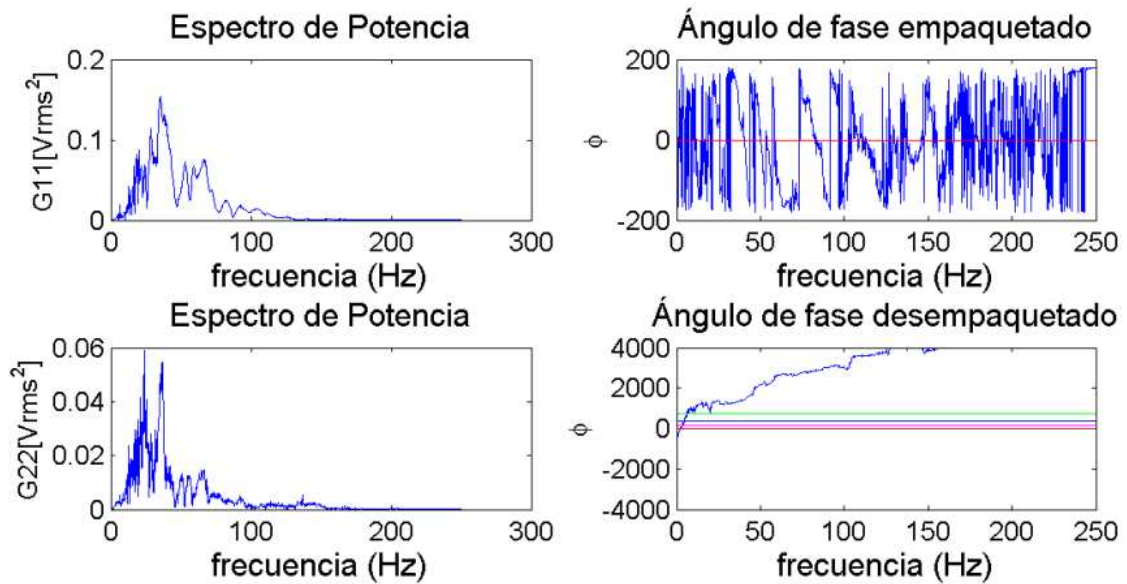 Espectro de Potencia
G11[Vrms²]
0.2
0.1
0
0 100 200 300
frecuencia (Hz)
Ángulo de fase empaquetado
ϕ
200
0
-200
0 50 100 150 200 250
frecuencia (Hz)
Espectro de Potencia
G22[Vrms²]
0.06
0.04
0.02
0
0 100 200 300
frecuencia (Hz)
Ángulo de fase desempaquetado
ϕ
4000
2000
0
-2000
-4000
0 50 100 150 200 250
frecuencia (Hz)